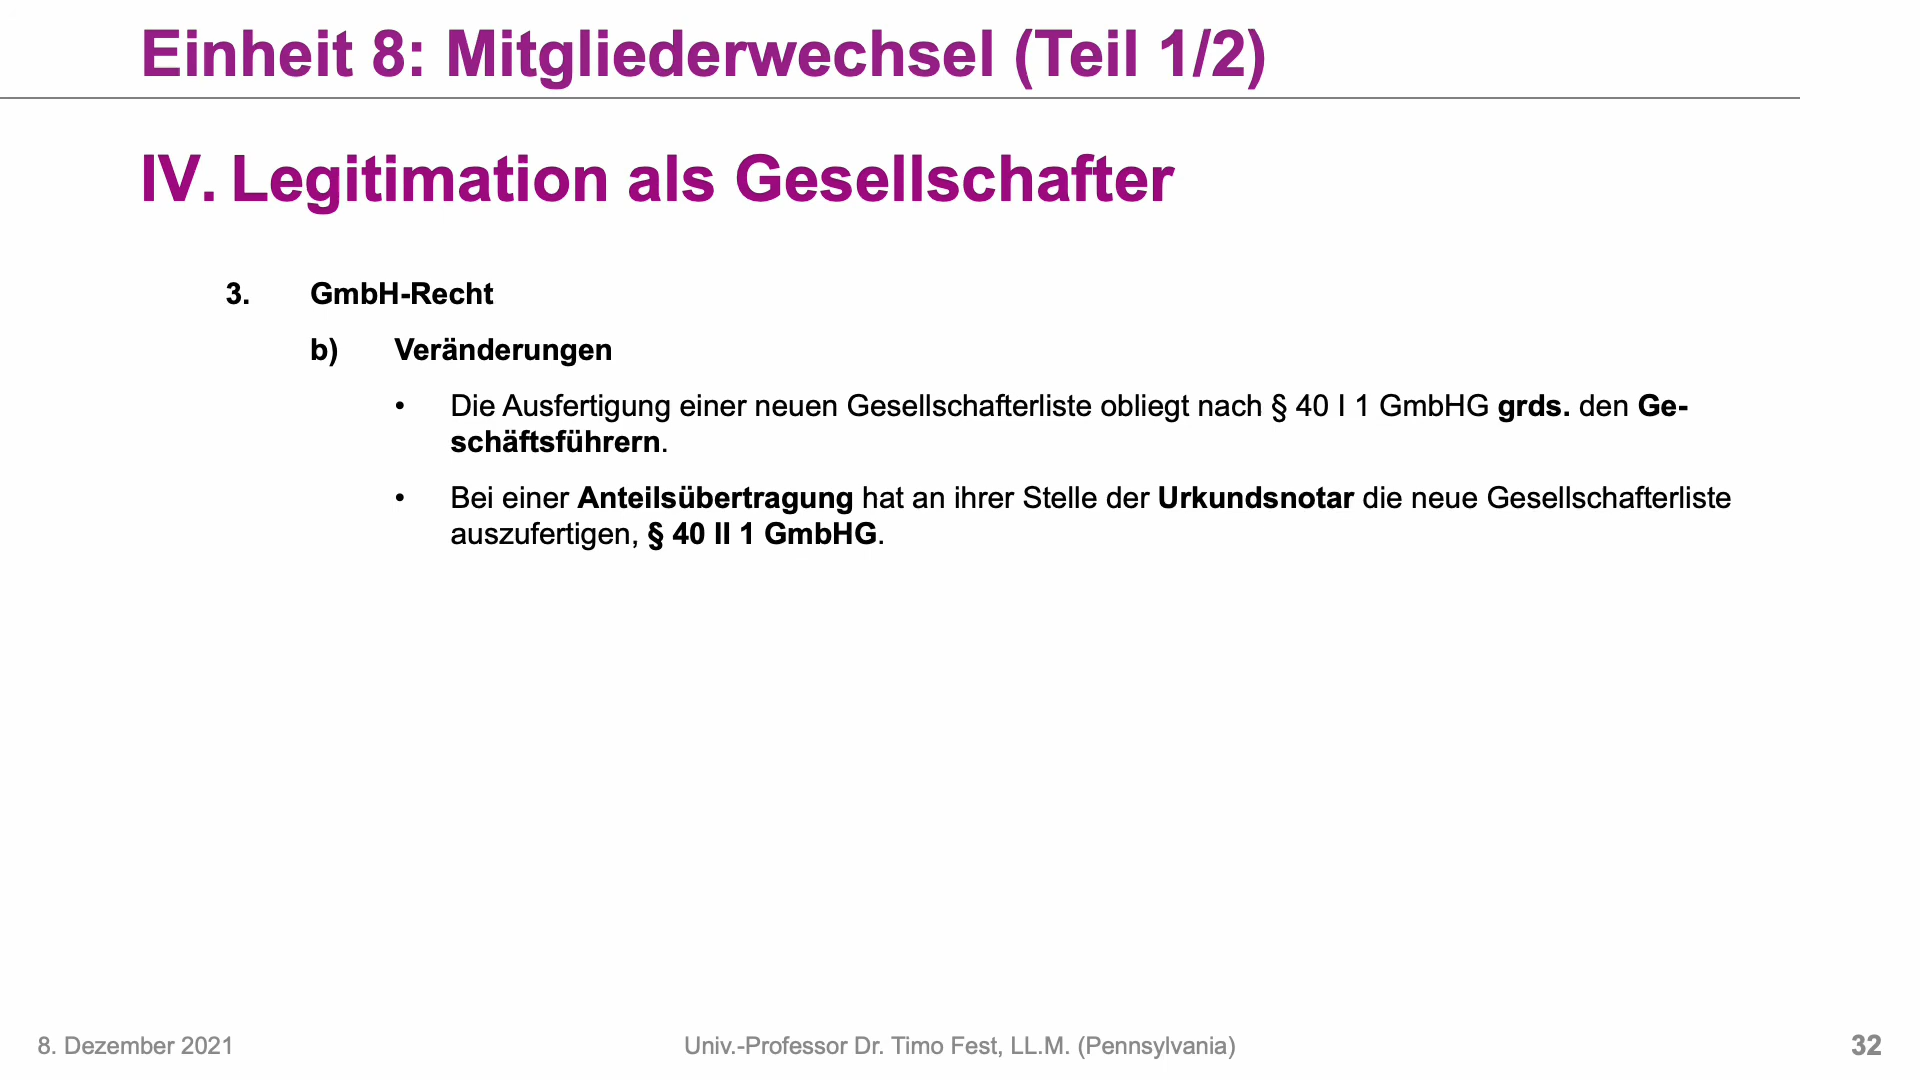 Einheit 8: Mitgliederwechsel (Teil 1/2)
IV. Legitimation als Gesellschafter
3. GmbH-Recht
b) Veränderungen
• Die Ausfertigung einer neuen Gesellschafterliste obliegt nach § 40 I 1 GmbHG grds. den Ge-
schäftsführern.
• Bei einer Anteilsübertragung hat an ihrer Stelle der Urkundsnotar die neue Gesellschafterliste
auszufertigen, § 40 II 1 GmbHG.
8. Dezember 2021 Univ.-Professor Dr. Timo Fest, LL.M. (Pennsylvania) 32